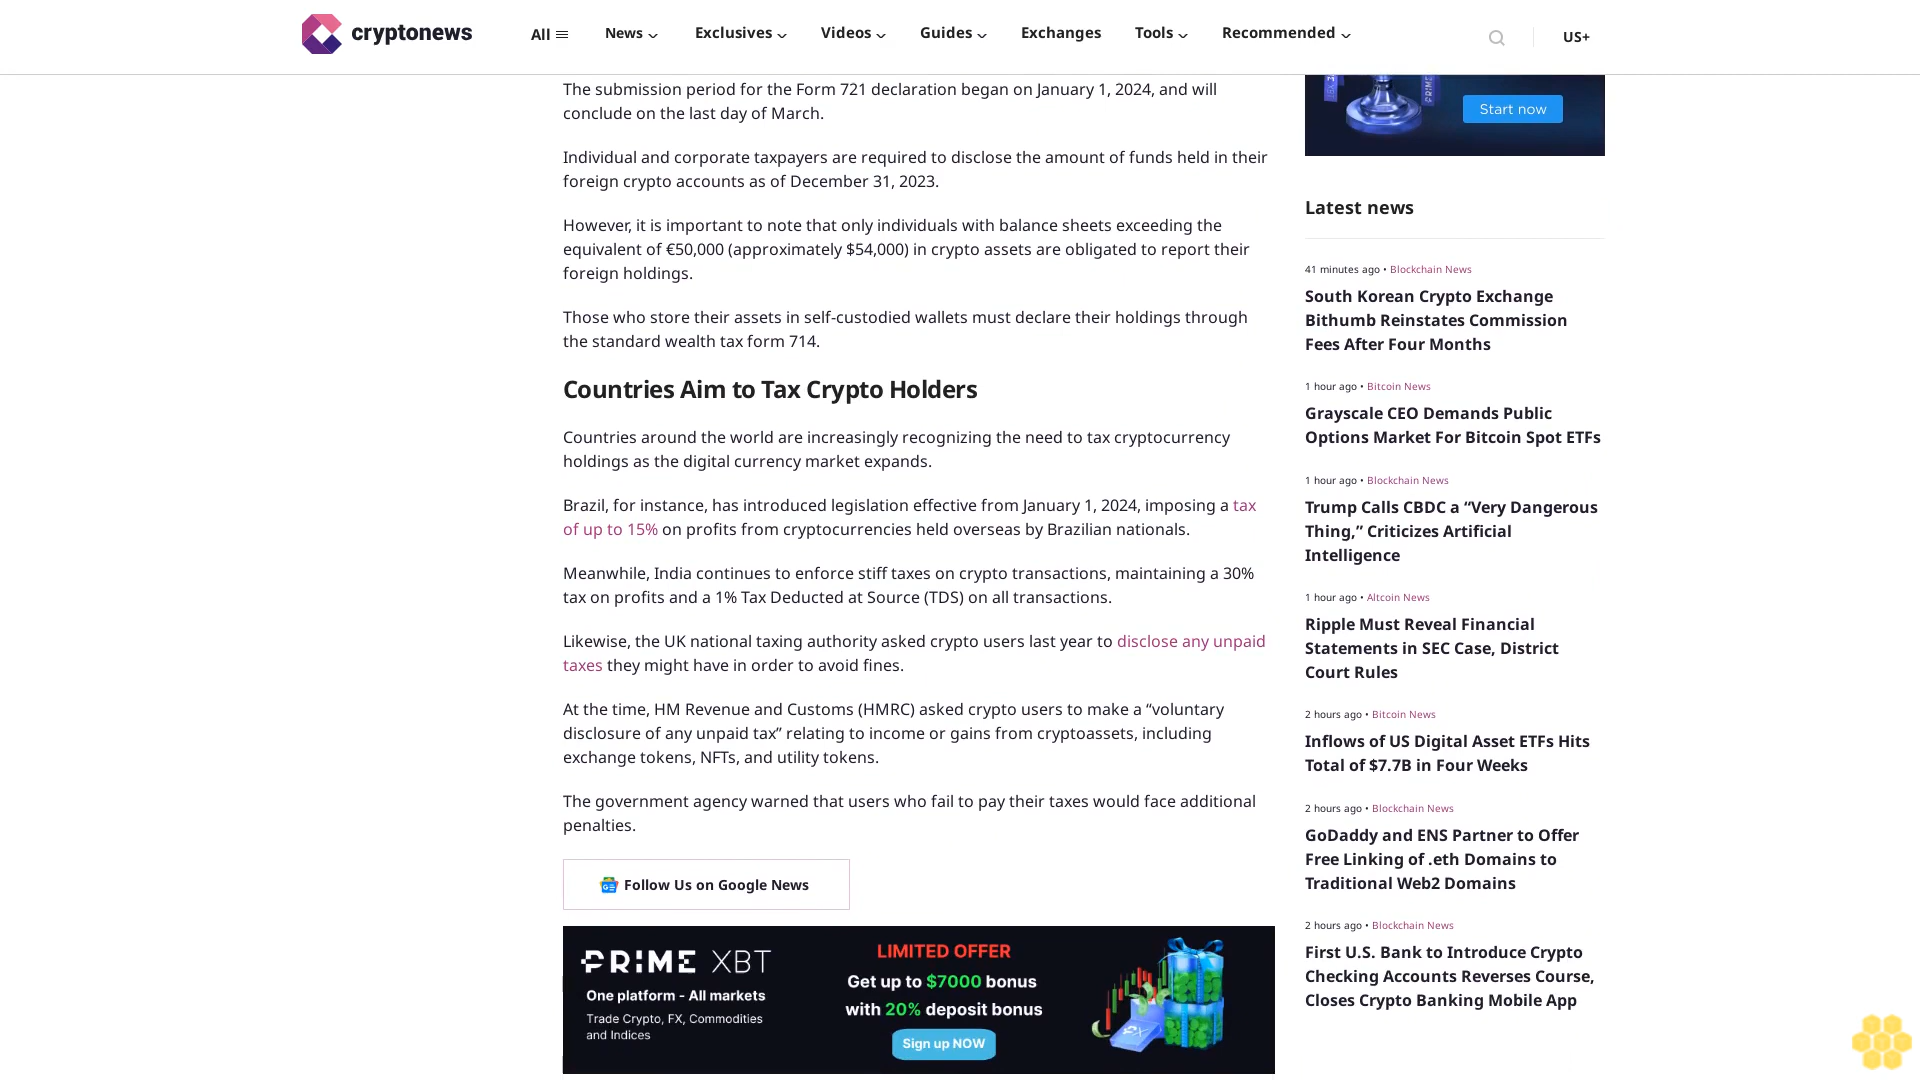 cryptonews
All
News
Exclusives
Videos
Guides
Exchanges
Tools
Recommended
US+
The submission period for the Form 721 declaration began on January 1, 2024, and will
conclude on the last day of March.
Individual and corporate taxpayers are required to disclose the amount of funds held in their
foreign crypto accounts as of December 31, 2023.
However, it is important to note that only individuals with balance sheets exceeding the
equivalent of €50,000 (approximately $54,000) in crypto assets are obligated to report their
foreign holdings.
Those who store their assets in self-custodied wallets must declare their holdings through
the standard wealth tax form 714.
Countries Aim to Tax Crypto Holders
Countries around the world are increasingly recognizing the need to tax cryptocurrency
holdings as the digital currency market expands.
Brazil, for instance, has introduced legislation effective from January 1, 2024, imposing a tax
of up to 15% on profits from cryptocurrencies held overseas by Brazilian nationals.
Meanwhile, India continues to enforce stiff taxes on crypto transactions, maintaining a 30%
tax on profits and a 1% Tax Deducted at Source (TDS) on all transactions.
Likewise, the UK national taxing authority asked crypto users last year to disclose any unpaid
taxes they might have in order to avoid fines.
At the time, HM Revenue and Customs (HMRC) asked crypto users to make a “voluntary
disclosure of any unpaid tax” relating to income or gains from cryptoassets, including
exchange tokens, NFTs, and utility tokens.
The government agency warned that users who fail to pay their taxes would face additional
penalties.
Follow Us on Google News
PRIME XBT
One platform - All markets
Trade Crypto, FX, Commodities
and Indices
LIMITED OFFER
Get up to $7000 bonus
with 20% deposit bonus
Sign up NOW
Start now
Latest news
41 minutes ago • Blockchain News
South Korean Crypto Exchange
Bithumb Reinstates Commission
Fees After Four Months
1 hour ago • Bitcoin News
Grayscale CEO Demands Public
Options Market For Bitcoin Spot ETFs
1 hour ago • Blockchain News
Trump Calls CBDC a “Very Dangerous
Thing,” Criticizes Artificial
Intelligence
1 hour ago • Altcoin News
Ripple Must Reveal Financial
Statements in SEC Case, District
Court Rules
2 hours ago • Bitcoin News
Inflows of US Digital Asset ETFs Hits
Total of $7.7B in Four Weeks
2 hours ago • Blockchain News
GoDaddy and ENS Partner to Offer
Free Linking of .eth Domains to
Traditional Web2 Domains
2 hours ago • Blockchain News
First U.S. Bank to Introduce Crypto
Checking Accounts Reverses Course,
Closes Crypto Banking Mobile App